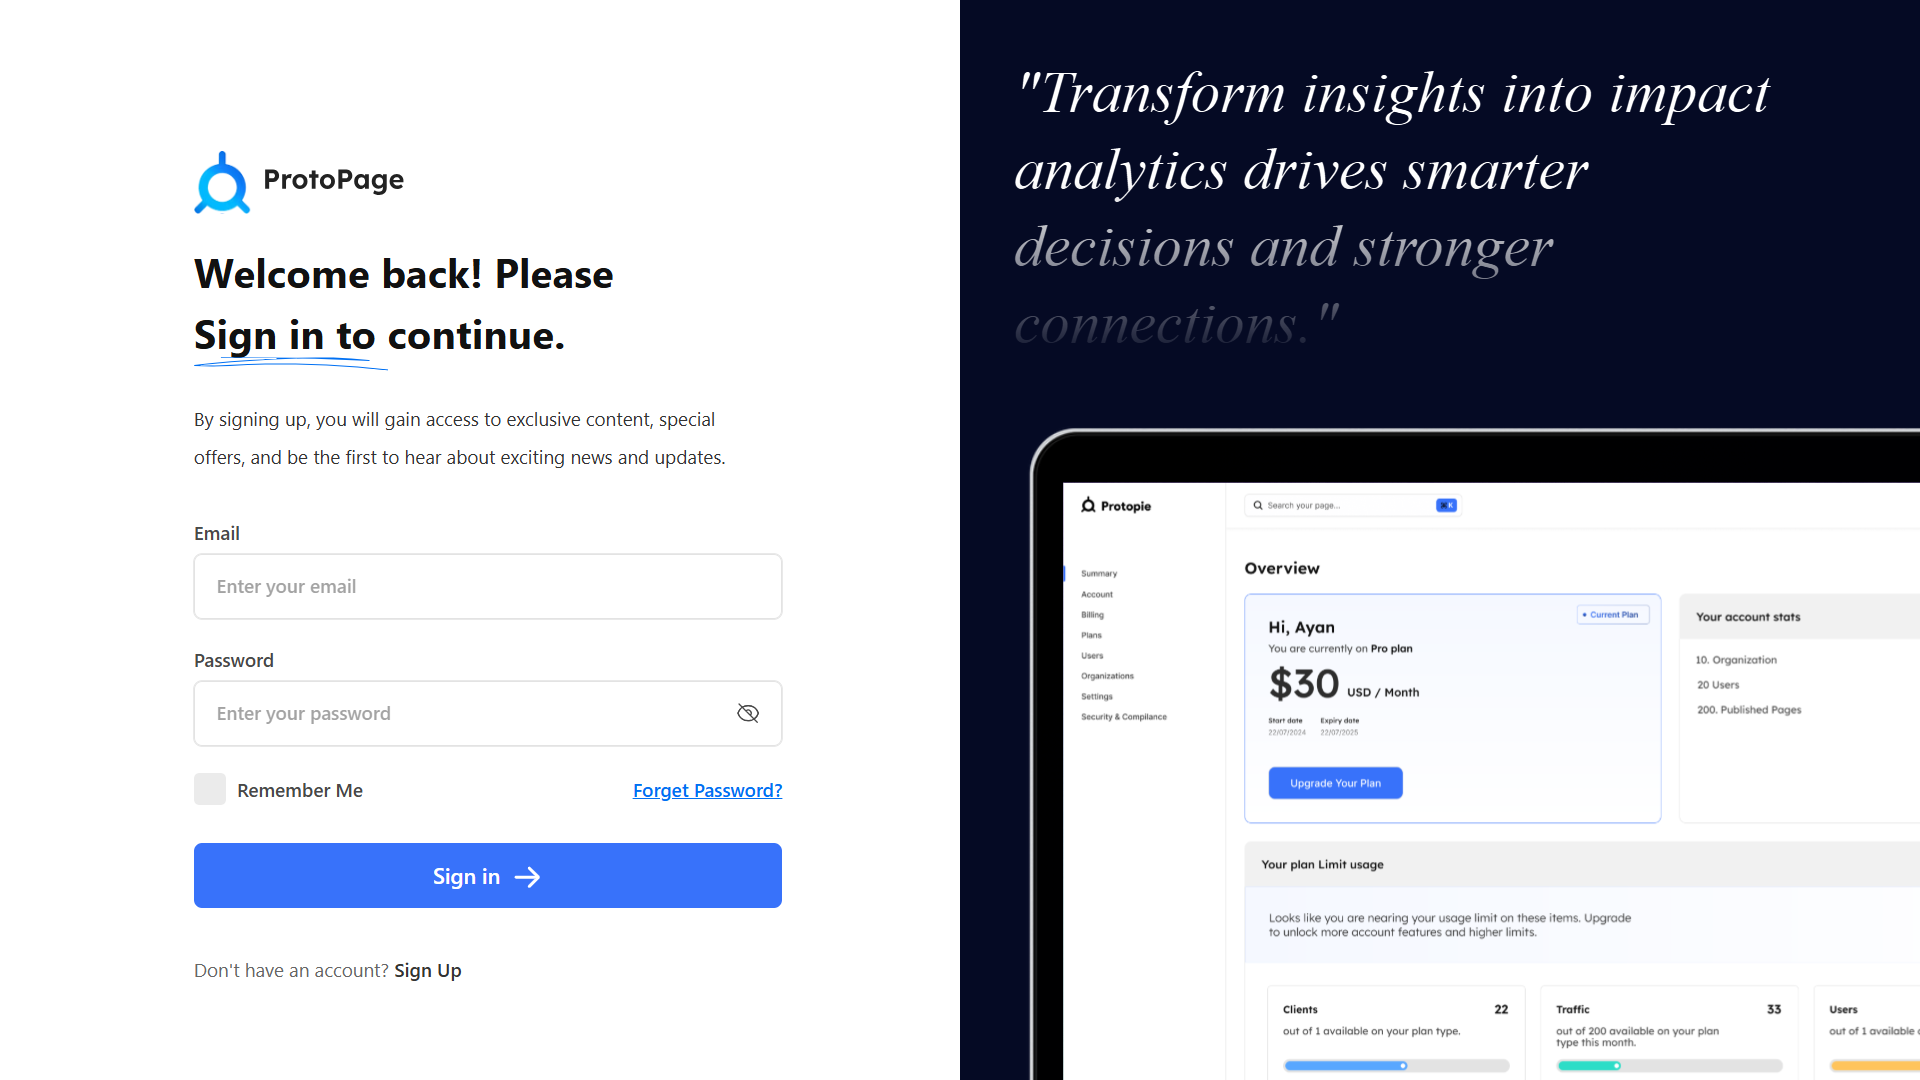 ProtoPage
Welcome back! Please
Sign in to continue.
By signing up, you will gain access to exclusive content, special
offers, and be the first to hear about exciting news and updates.
Email
Enter your email
Password
Enter your password
Remember Me
Forget Password?
Sign in
Don't have an account? Sign Up
"Transform insights into impact
analytics drives smarter
decisions and stronger
connections."
Protopie
Search your page...
⌘ K
Summary
Account
Billing
Plans
Users
Organizations
Settings
Security & Compilance
Overview
Current Plan
Hi, Ayan
You are currently on Pro plan
$30 USD / Month
Start date Expiry date
22/07/2024 22/07/2025
Upgrade Your Plan
Your account stats
10. Organization
20 Users
200. Published Pages
Your plan Limit usage
Looks like you are nearing your usage limit on these items. Upgrade
to unlock more account features and higher limits.
Clients 22
out of 1 available on your plan type.
Traffic 33
out of 200 available on your plan
type this month.
Users
out of 1 available